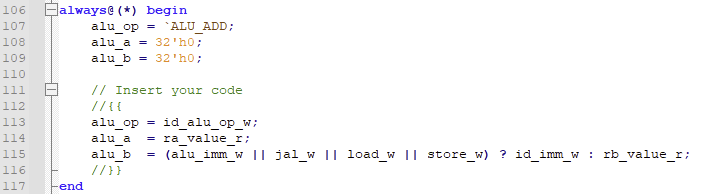 106 always@(*) begin
107 alu_op = `ALU_ADD;
108 alu_a = 32'h0;
109 alu_b = 32'h0;
110
111 // Insert your code
112 //{{
113 alu_op = id_alu_op_w;
114 alu_a  = ra_value_r;
115 alu_b  = (alu_imm_w || jal_w || load_w || store_w) ? id_imm_w : rb_value_r;
116 //}}
117 end